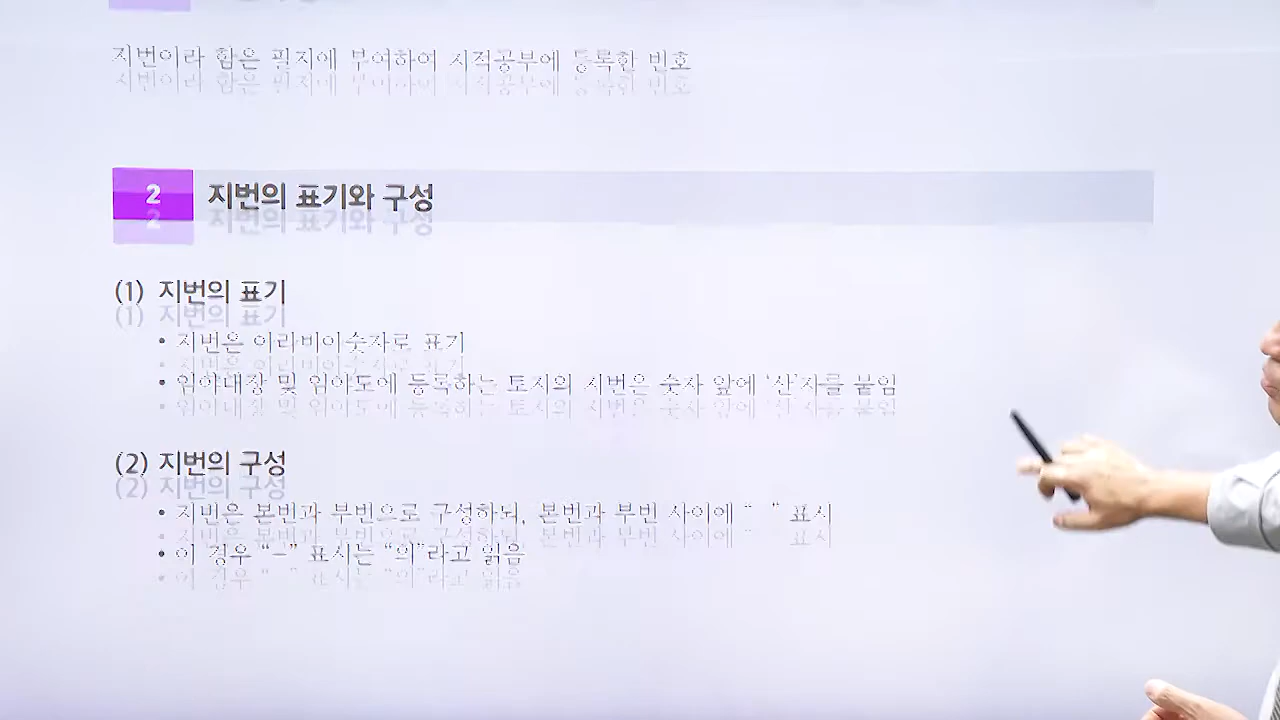 지번이라 함은 필지에 부여하여 지적공부에 등록한 번호
2 지번의 표기와 구성
(1) 지번의 표기
• 지번은 아라비아숫자로 표기
• 임야대장 및 임야도에 등록하는 토지의 지번은 숫자 앞에 '산'자를 붙임
(2) 지번의 구성
• 지번은 본번과 부번으로 구성하되, 본번과 부번 사이에 “ ” 표시
• 이 경우 “-” 표시는 “의”라고 읽음